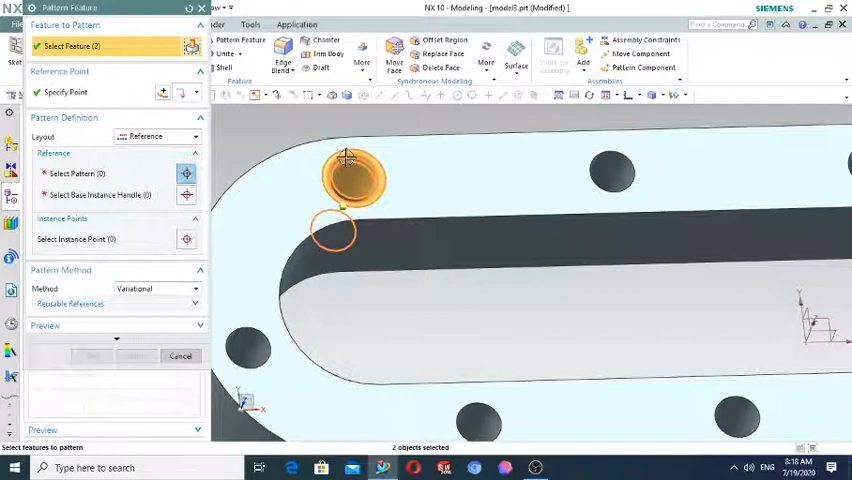 NX
Pattern Feature
NX 10 - Modeling - [model3.prt (Modified) ]
SIEMENS
Tools
Application
Find a Command
Feature to Pattern
Select Feature (2)
Reference Point
Specify Point
Pattern Definition
Layout
Reference
Reference
Select Pattern (0)
Select Base Instance Handle (0)
Instance Points
Select Instance Point (0)
Pattern Method
Method
Variational
Reusable References
Preview
Cancel
Preview
Pattern Feature
Unite
Shell
Feature
Edge
Blend
Chamfer
Trim Body
Draft
More
Move
Face
Offset Region
Replace Face
Delete Face
Synchronous Modeling
More
Surface
Add
Assembly Constraints
Move Component
Pattern Component
Assemblies
Y
X
Y
Select features to pattern
2 objects selected
Type here to search
ENG
8:18 AM
7/19/2020